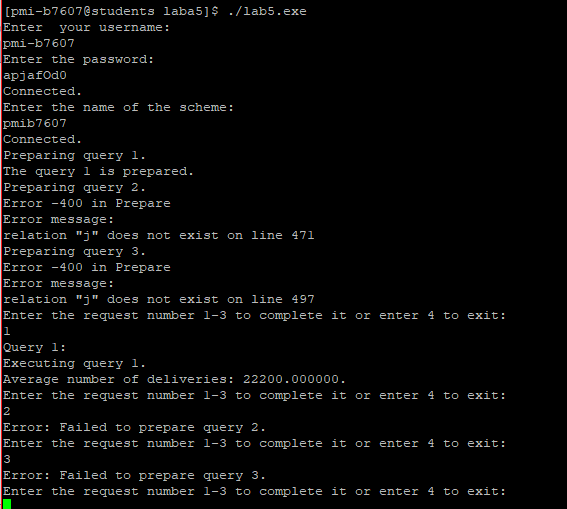 [pmi-b7607@students laba5]$ ./lab5.exe
Enter  your username:
pmi-b7607
Enter the password:
apjafOd0
Connected.
Enter the name of the scheme:
pmib7607
Connected.
Preparing query 1.
The query 1 is prepared.
Preparing query 2.
Error -400 in Prepare
Error message:
relation "j" does not exist on line 471
Preparing query 3.
Error -400 in Prepare
Error message:
relation "j" does not exist on line 497
Enter the request number 1-3 to complete it or enter 4 to exit:
1
Query 1:
Executing query 1.
Average number of deliveries: 22200.000000.
Enter the request number 1-3 to complete it or enter 4 to exit:
2
Error: Failed to prepare query 2.
Enter the request number 1-3 to complete it or enter 4 to exit:
3
Error: Failed to prepare query 3.
Enter the request number 1-3 to complete it or enter 4 to exit: